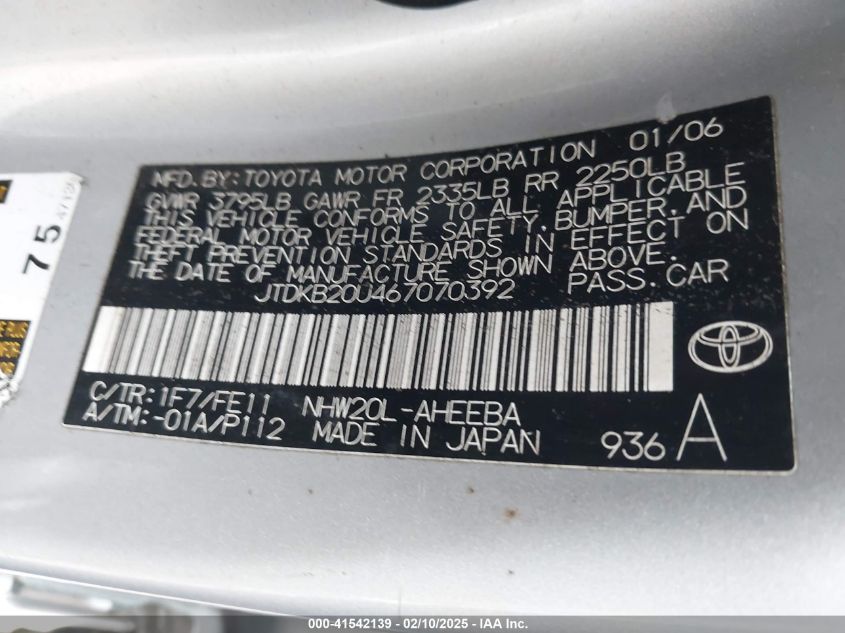 MFD. BY: TOYOTA MOTOR CORPORATION 01/06
GVWR 3795LB GAWR FR 2335LB RR 2250LB
THIS VEHICLE CONFORMS TO ALL APPLICABLE
FEDERAL MOTOR VEHICLE SAFETY, BUMPER, AND
THEFT PREVENTION STANDARDS IN EFFECT ON
THE DATE OF MANUFACTURE SHOWN ABOVE.
JTDKB20U467070392 PASS. CAR
C/TR: 1F7/FE11 NHW20L-AHEEBA
A/TM: -01A/P112 MADE IN JAPAN 936 A
75
000-41542139 - 02/10/2025 - IAA Inc.